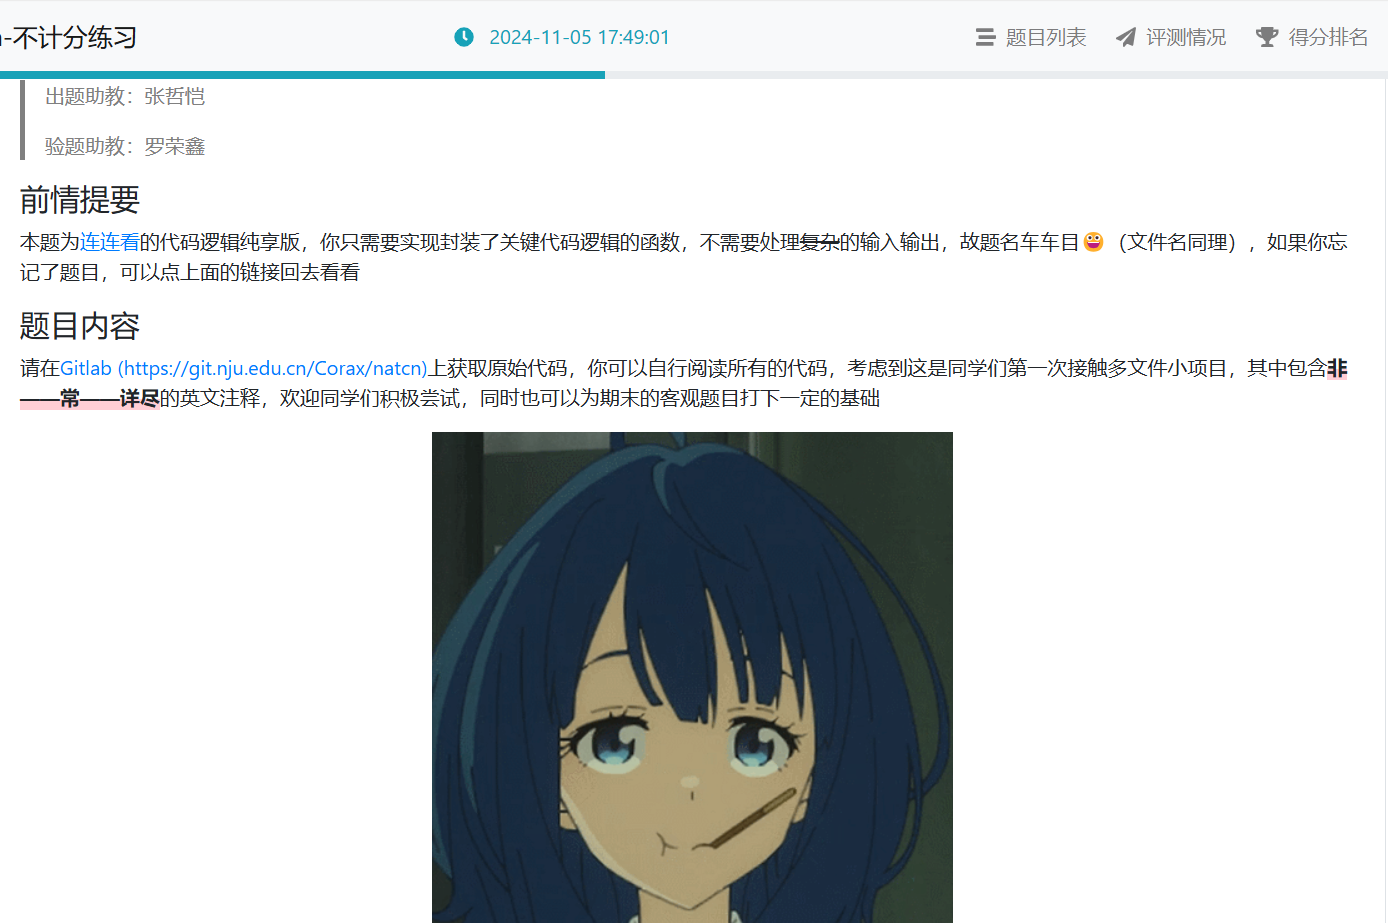 -不计分练习
2024-11-05 17:49:01
题目列表
评测情况
得分排名
出题助教：张哲恺
验题助教：罗荣鑫
前情提要
本题为连连看的代码逻辑纯享版，你只需要实现封装了关键代码逻辑的函数，不需要处理复杂的输入输出，故题名车车目😀（文件名同理），如果你忘
记了题目，可以点上面的链接回去看看
题目内容
请在Gitlab (https://git.nju.edu.cn/Corax/natcn)上获取原始代码，你可以自行阅读所有的代码，考虑到这是同学们第一次接触多文件小项目，其中包含非
——常——详尽的英文注释，欢迎同学们积极尝试，同时也可以为期末的客观题目打下一定的基础